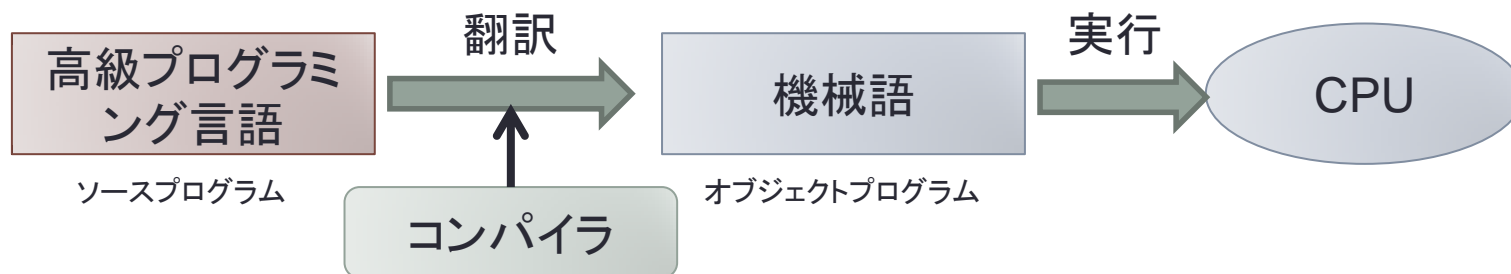 高級プログラミ
ング言語
翻訳
機械語
実行
CPU
ソースプログラム
オブジェクトプログラム
コンパイラ